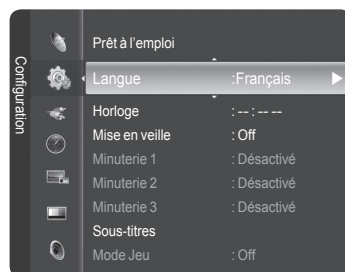 Configuration
Prêt à l'emploi
Langue :Français
Horloge : -- : -- --
Mise en veille : Off
Minuterie 1 : Désactivé
Minuterie 2 : Désactivé
Minuterie 3 : Désactivé
Sous-titres
Mode Jeu : Off